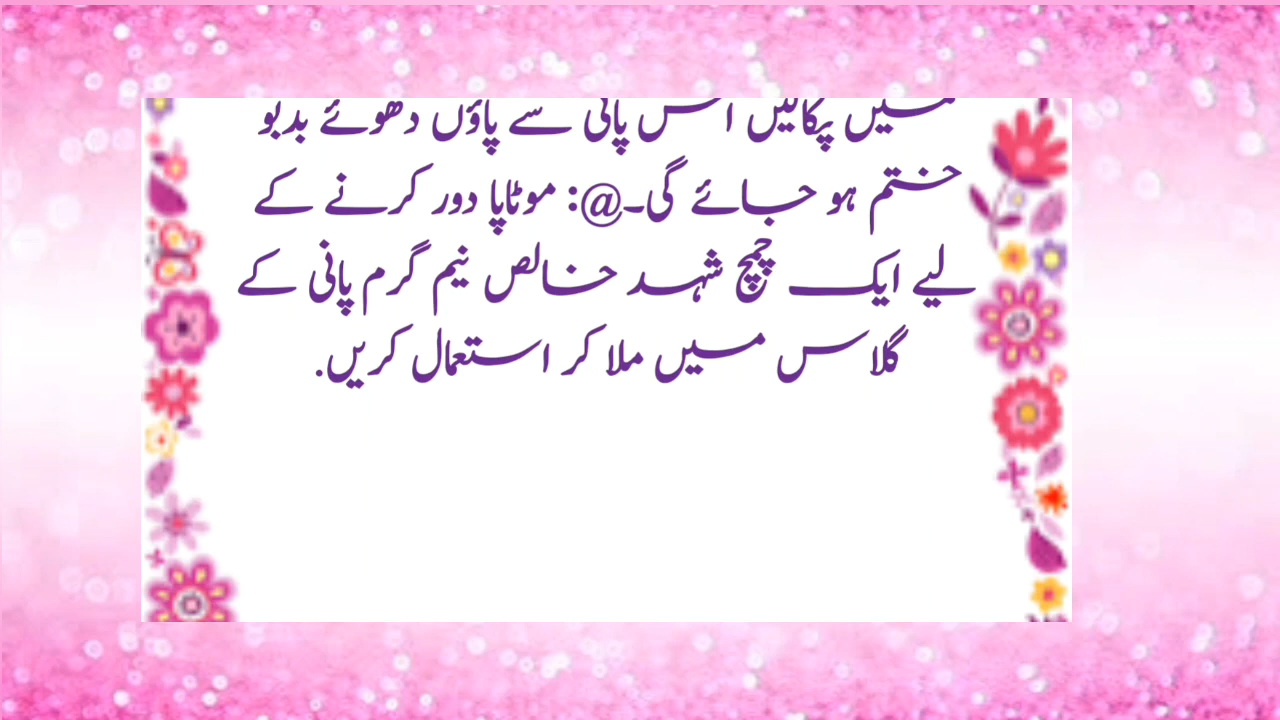 میں پکائیں اس پانی سے پاؤں دھوئے بدبو
ختم ہو جائے گی۔@: موٹاپا دور کرنے کے
لیے ایک چمچ شہد خالص نیم گرم پانی کے
گلاس میں ملا کر استعمال کریں.